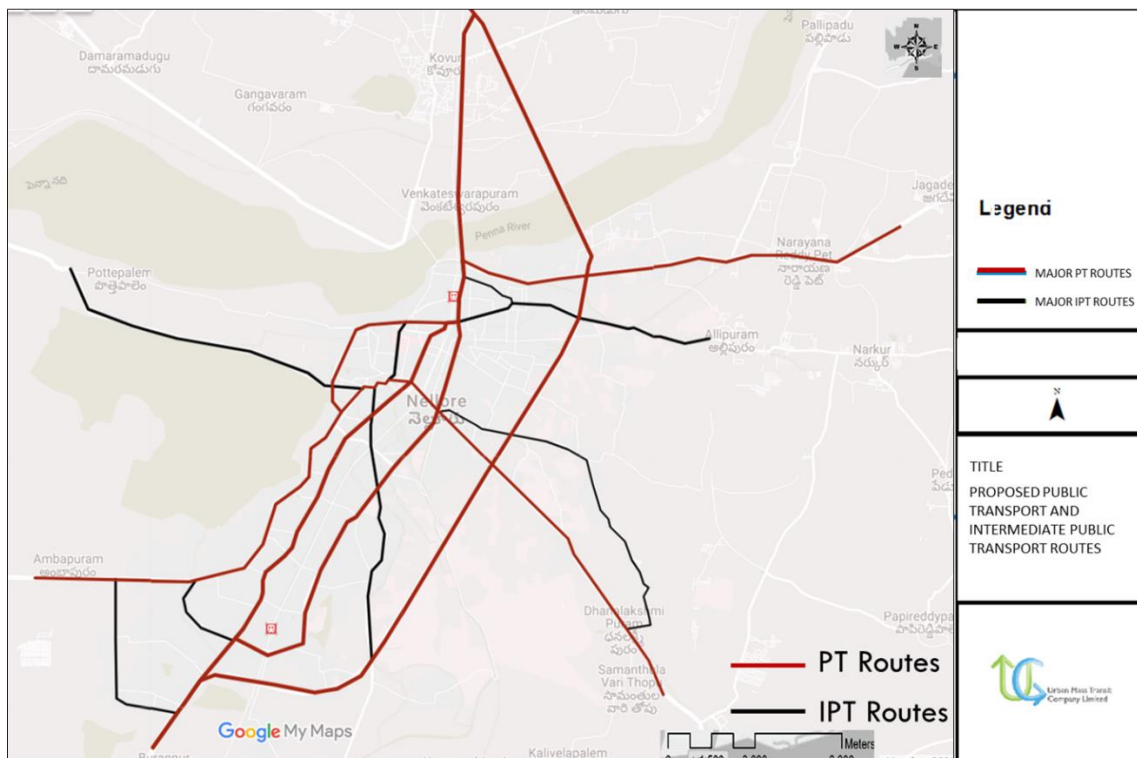 Damaramadugu
దామరమడుగు
Kovur
కోవూరు
Pallipadu
పల్లిపాడు
Gangavaram
గంగవరం
N
W
E
S
పెన్నా నది
Venkateswarapuram
వెంకటేశ్వరపురం
Penna River
Narayana
Reddy Pet
నారాయణ
రెడ్డి పెట్
Pottepalem
పొత్తెపాలెం
Allipuram
అల్లిపురం
Narkur
నర్కుర్
Nellore
నెల్లూరు
Ambapuram
అంబాపురం
Dhanalakshmi
Puram
ధనలక్ష్మి
పురం
Samanthula
Vari Thopu
సామంతుల
వారి తోపు
PT Routes
IPT Routes
Google My Maps
Kalivelapalem
Meters
Legend
MAJOR PT ROUTES
MAJOR IPT ROUTES
N
TITLE
PROPOSED PUBLIC
TRANSPORT AND
INTERMEDIATE PUBLIC
TRANSPORT ROUTES
Urban Mass Transit
Company Limited